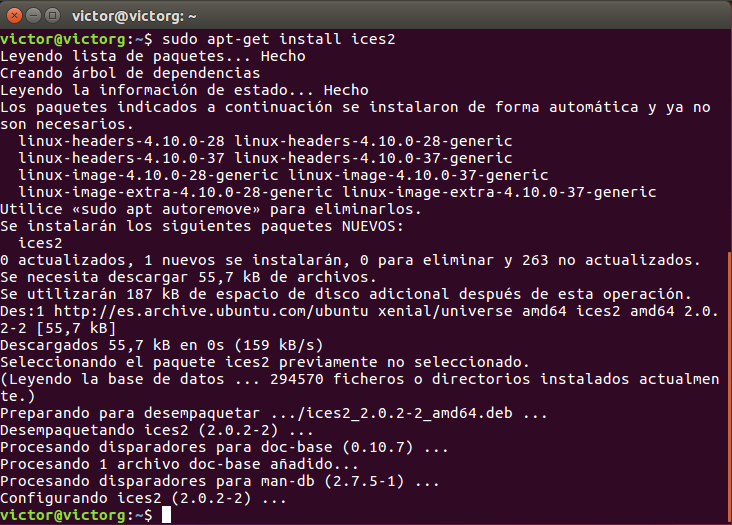 victor@victorg: ~
victor@victorg:~$ sudo apt-get install ices2
Leyendo lista de paquetes... Hecho
Creando árbol de dependencias
Leyendo la información de estado... Hecho
Los paquetes indicados a continuación se instalaron de forma automática y ya no
son necesarios.
  linux-headers-4.10.0-28 linux-headers-4.10.0-28-generic
  linux-headers-4.10.0-37 linux-headers-4.10.0-37-generic
  linux-image-4.10.0-28-generic linux-image-4.10.0-37-generic
  linux-image-extra-4.10.0-28-generic linux-image-extra-4.10.0-37-generic
Utilice «sudo apt autoremove» para eliminarlos.
Se instalarán los siguientes paquetes NUEVOS:
  ices2
0 actualizados, 1 nuevos se instalarán, 0 para eliminar y 263 no actualizados.
Se necesita descargar 55,7 kB de archivos.
Se utilizarán 187 kB de espacio de disco adicional después de esta operación.
Des:1 http://es.archive.ubuntu.com/ubuntu xenial/universe amd64 ices2 amd64 2.0.
2-2 [55,7 kB]
Descargados 55,7 kB en 0s (159 kB/s)
Seleccionando el paquete ices2 previamente no seleccionado.
(Leyendo la base de datos ... 294570 ficheros o directorios instalados actualmen
te.)
Preparando para desempaquetar .../ices2_2.0.2-2_amd64.deb ...
Desempaquetando ices2 (2.0.2-2) ...
Procesando disparadores para doc-base (0.10.7) ...
Procesando 1 archivo doc-base añadido...
Procesando disparadores para man-db (2.7.5-1) ...
Configurando ices2 (2.0.2-2) ...
victor@victorg:~$